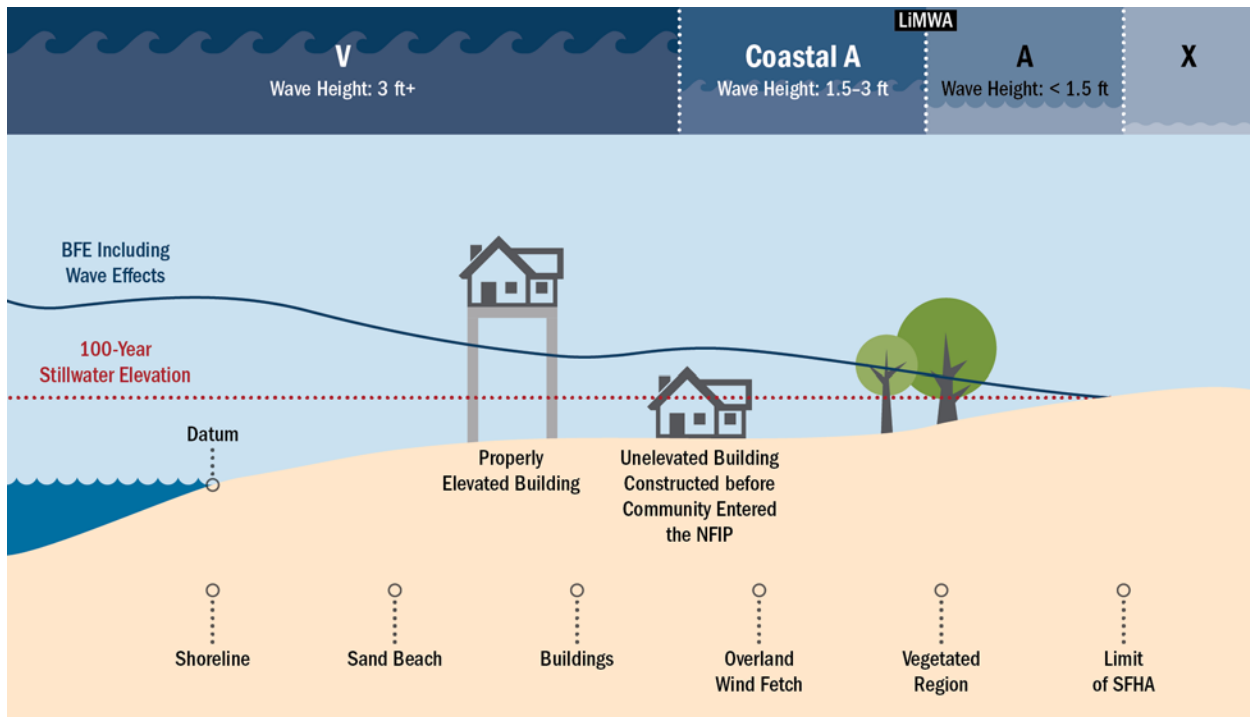 LiMWA
V
Wave Height: 3 ft+
Coastal A
Wave Height: 1.5–3 ft
A
Wave Height: < 1.5 ft
X
BFE Including
Wave Effects
100-Year
Stillwater Elevation
Datum
Properly
Elevated Building
Unelevated Building
Constructed before
Community Entered
the NFIP
Shoreline
Sand Beach
Buildings
Overland
Wind Fetch
Vegetated
Region
Limit
of SFHA